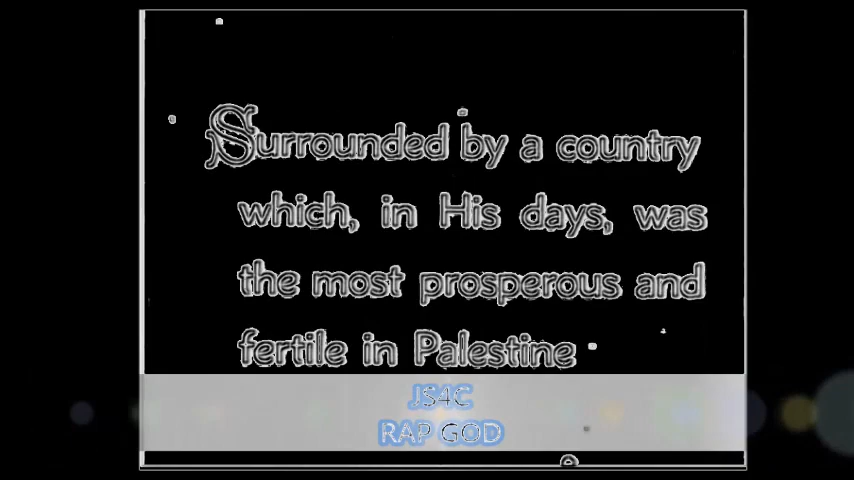 Surrounded by a country
which, in His days, was
the most prosperous and
fertile in Palestine
JS4C
RAP GOD